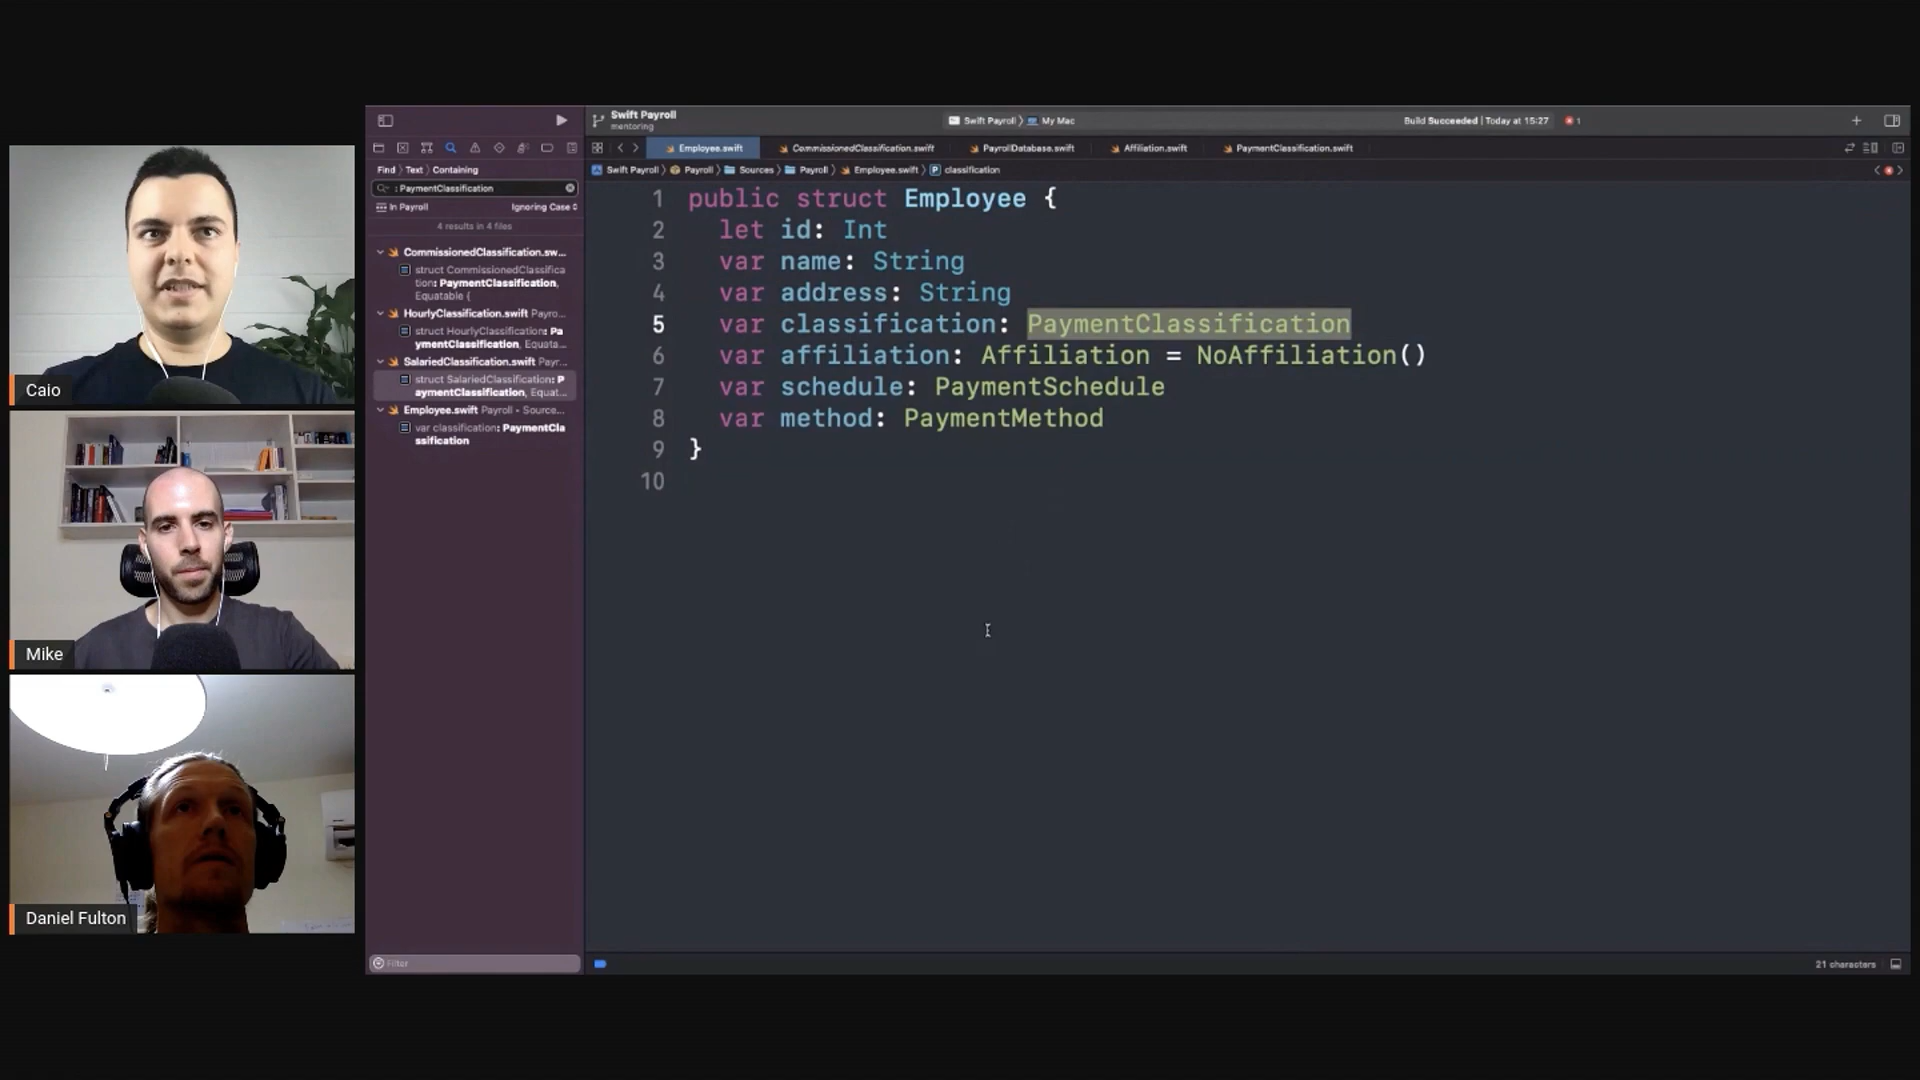 Caio
Mike
Daniel Fulton
Swift Payroll
mentoring
Swift Payroll 〉 My Mac
Build Succeeded | Today at 15:27
1
Employee.swift
CommissionedClassification.swift
PayrollDatabase.swift
Affiliation.swift
PaymentClassification.swift
Find 〉 Text 〉 Containing
: PaymentClassification
In Payroll
Ignoring Case
4 results in 4 files
CommissionedClassification.sw...
struct CommissionedClassifica
tion: PaymentClassification,
Equatable {
HourlyClassification.swift Payro...
struct HourlyClassification: Pa
ymentClassification, Equata...
SalariedClassification.swift Payr...
struct SalariedClassification: P
aymentClassification, Equat...
Employee.swift Payroll - Source...
var classification: PaymentCla
ssification
Filter
Swift Payroll 〉 Payroll 〉 Sources 〉 Payroll 〉 Employee.swift 〉 P classification
1 public struct Employee {
2 let id: Int
3 var name: String
4 var address: String
5 var classification: PaymentClassification
6 var affiliation: Affiliation = NoAffiliation()
7 var schedule: PaymentSchedule
8 var method: PaymentMethod
9 }
10
21 characters